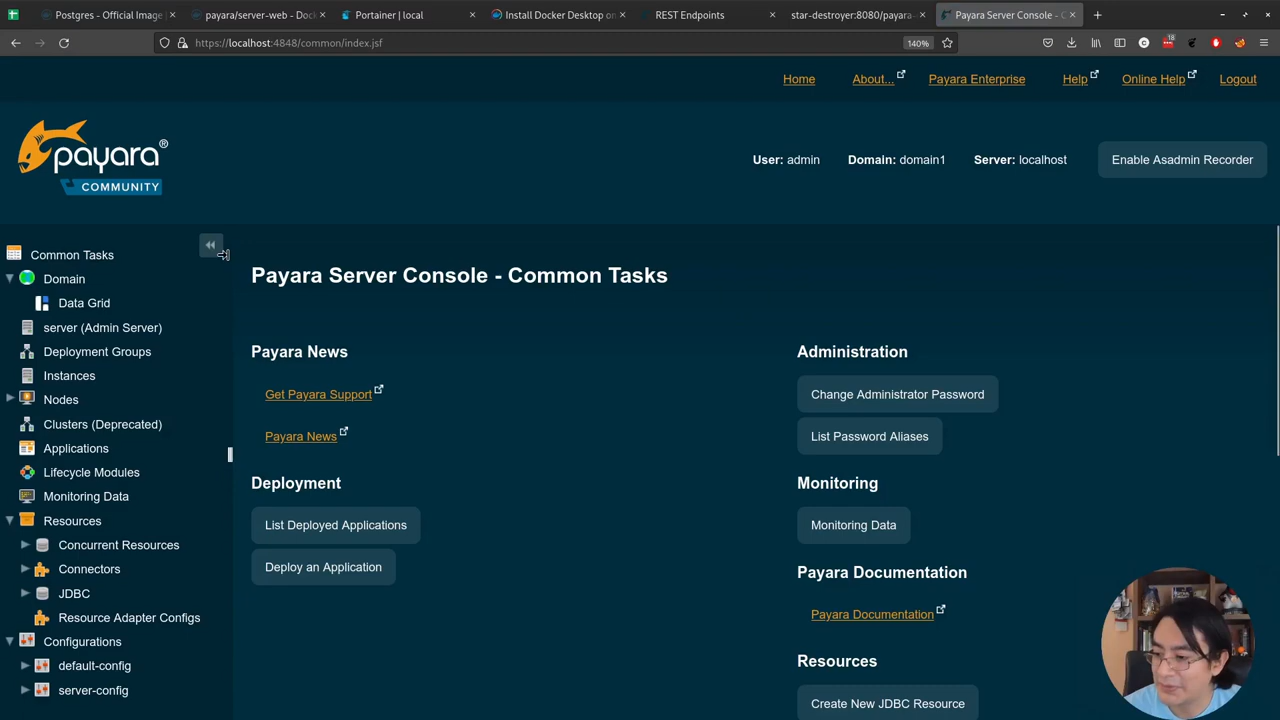 Postgres - Official Image
payara/server-web - Docke
Portainer | local
Install Docker Desktop on
REST Endpoints
star-destroyer:8080/payara-
Payara Server Console - C
https://localhost:4848/common/index.jsf
140%
18
Home
About...
Payara Enterprise
Help
Online Help
Logout
payara®
COMMUNITY
User: admin
Domain: domain1
Server: localhost
Enable Asadmin Recorder
Common Tasks
Domain
Data Grid
server (Admin Server)
Deployment Groups
Instances
Nodes
Clusters (Deprecated)
Applications
Lifecycle Modules
Monitoring Data
Resources
Concurrent Resources
Connectors
JDBC
Resource Adapter Configs
Configurations
default-config
server-config
Payara Server Console - Common Tasks
Payara News
Get Payara Support
Payara News
Deployment
List Deployed Applications
Deploy an Application
Administration
Change Administrator Password
List Password Aliases
Monitoring
Monitoring Data
Payara Documentation
Payara Documentation
Resources
Create New JDBC Resource